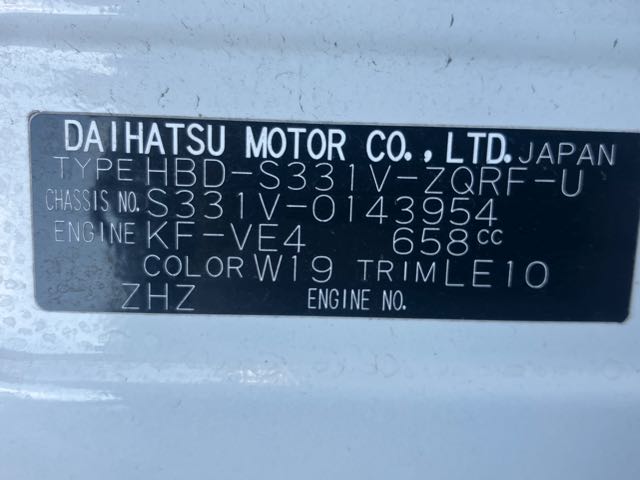 DAIHATSU MOTOR CO.,LTD. JAPAN
TYPE HBD-S331V-ZQRF-U
CHASSIS NO. S331V-0143954
ENGINE KF-VE4 658cc
COLOR W19 TRIM LE10
ZHZ ENGINE NO.